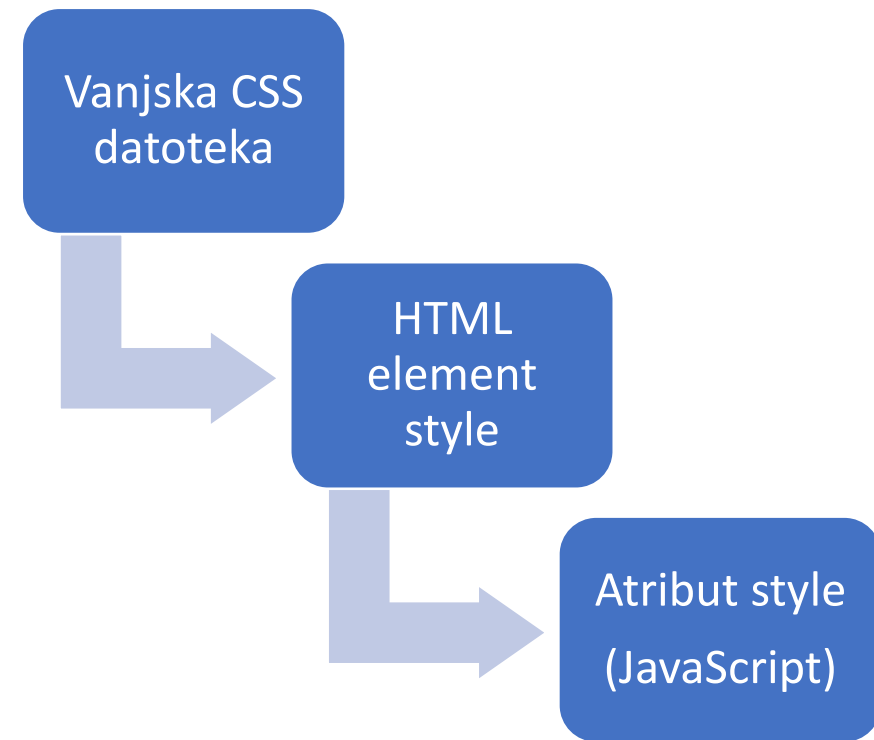 Vanjska CSS
datoteka
HTML
element
style
Atribut style
(JavaScript)